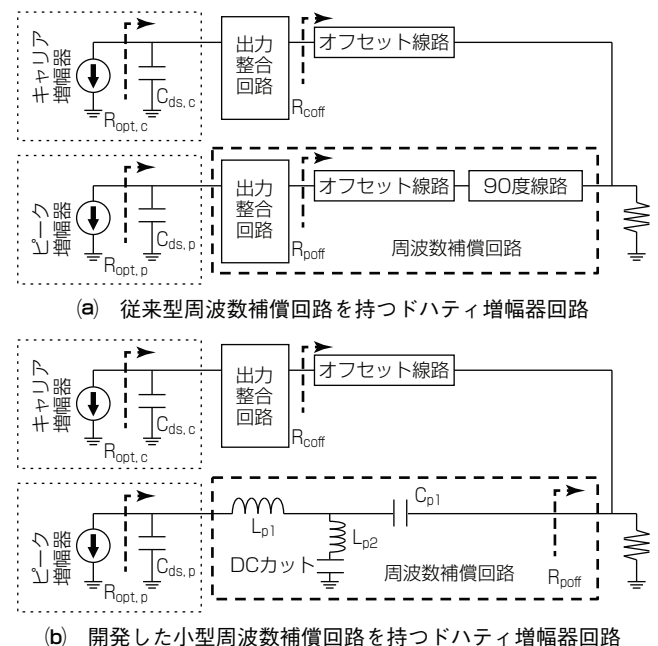 キャリア
増幅器
R_opt, c
C_ds, c
出力
整合
回路
R_coff
オフセット線路
ピーク
増幅器
R_opt, p
C_ds, p
出力
整合
回路
R_poff
オフセット線路
90度線路
周波数補償回路
(a) 従来型周波数補償回路を持つドハティ増幅器回路
キャリア
増幅器
R_opt, c
C_ds, c
出力
整合
回路
R_coff
オフセット線路
ピーク
増幅器
R_opt, p
C_ds, p
L_p1
L_p2
DCカット
C_p1
周波数補償回路
R_poff
(b) 開発した小型周波数補償回路を持つドハティ増幅器回路